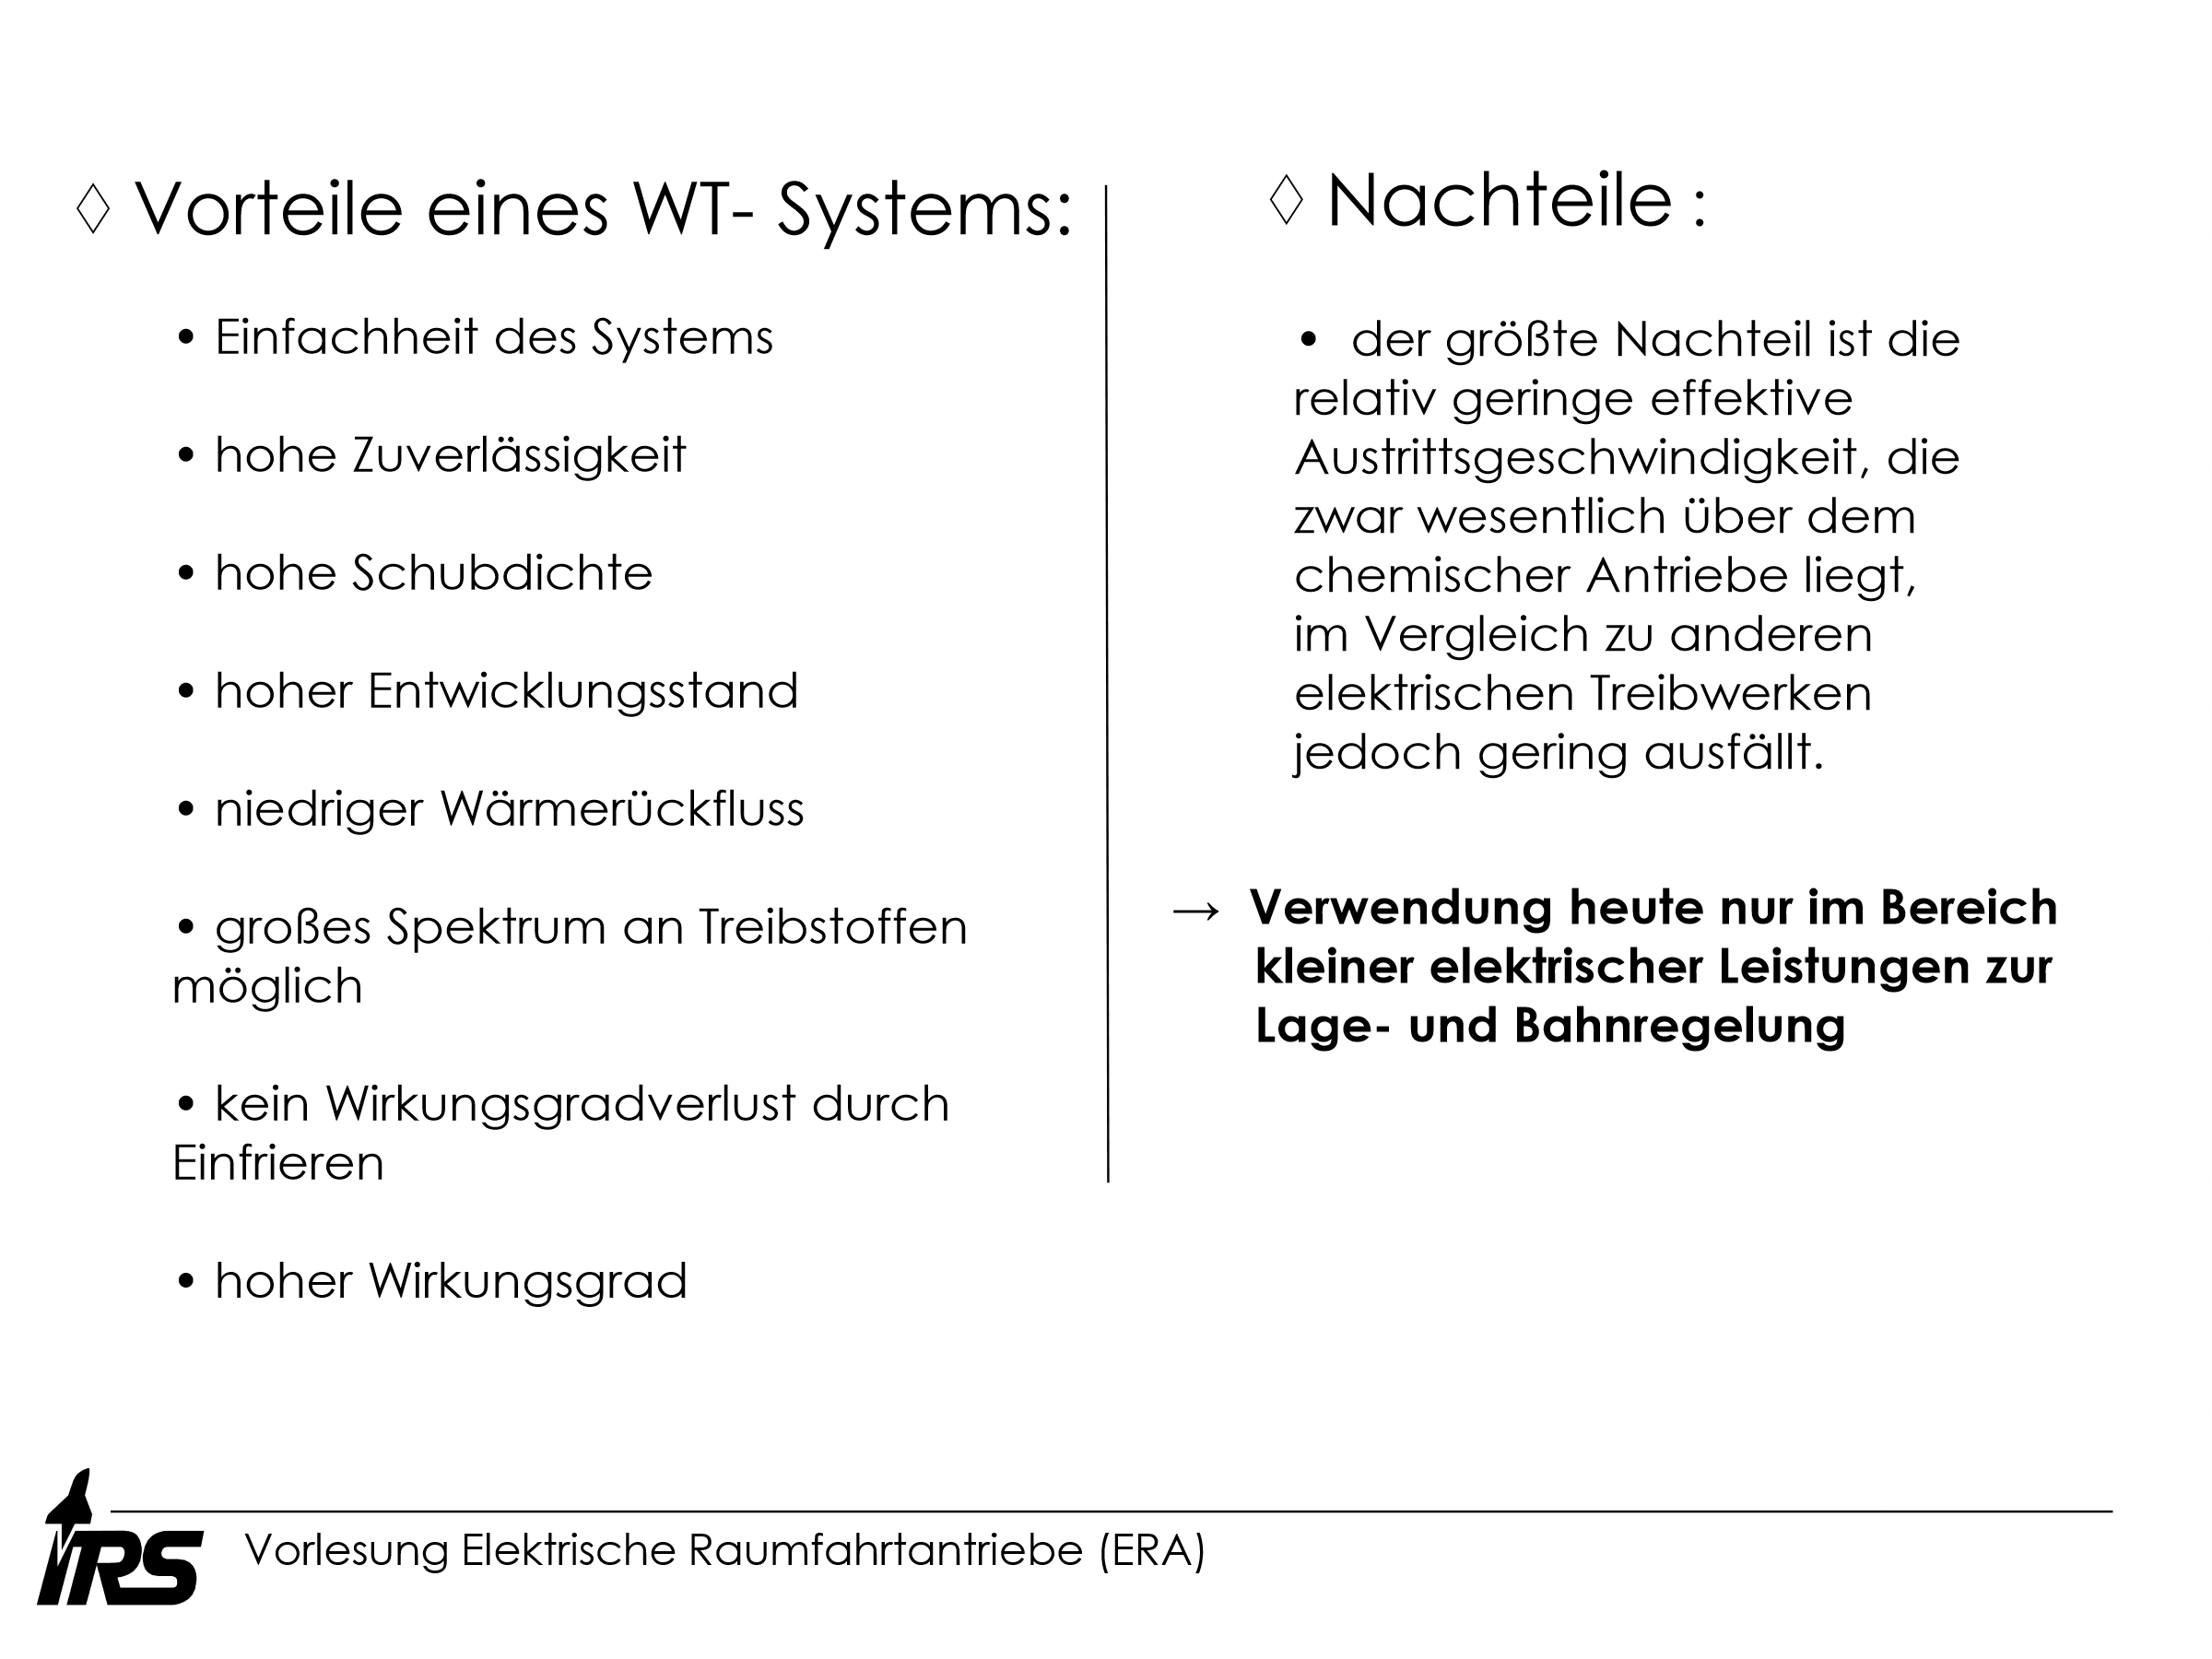 ◊ Vorteile eines WT- Systems:
• Einfachheit des Systems
• hohe Zuverlässigkeit
• hohe Schubdichte
• hoher Entwicklungsstand
• niedriger Wärmerückfluss
• großes Spektrum an Treibstoffen
möglich
• kein Wirkungsgradverlust durch
Einfrieren
• hoher Wirkungsgrad
◊ Nachteile :
• der größte Nachteil ist die
relativ geringe effektive
Austrittsgeschwindigkeit, die
zwar wesentlich über dem
chemischer Antriebe liegt,
im Vergleich zu anderen
elektrischen Treibwerken
jedoch gering ausfällt.
→ Verwendung heute nur im Bereich
kleiner elektrischer Leistungen zur
Lage- und Bahnregelung
IRS
Vorlesung Elektrische Raumfahrtantriebe (ERA)